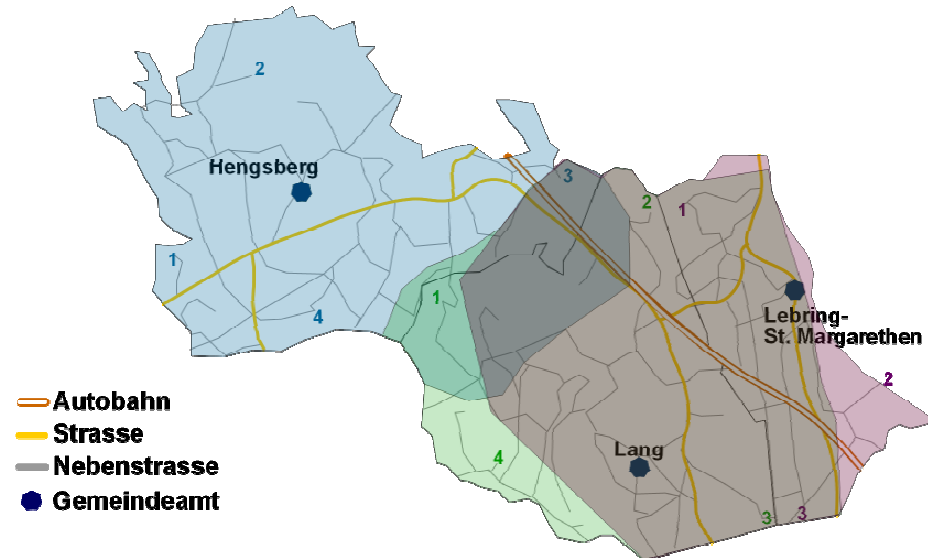 2
Hengsberg
3
2
1
1
1
4
Lebring-
St. Margarethen
2
Autobahn
Strasse
Nebenstrasse
Gemeindeamt
Lang
4
3
3